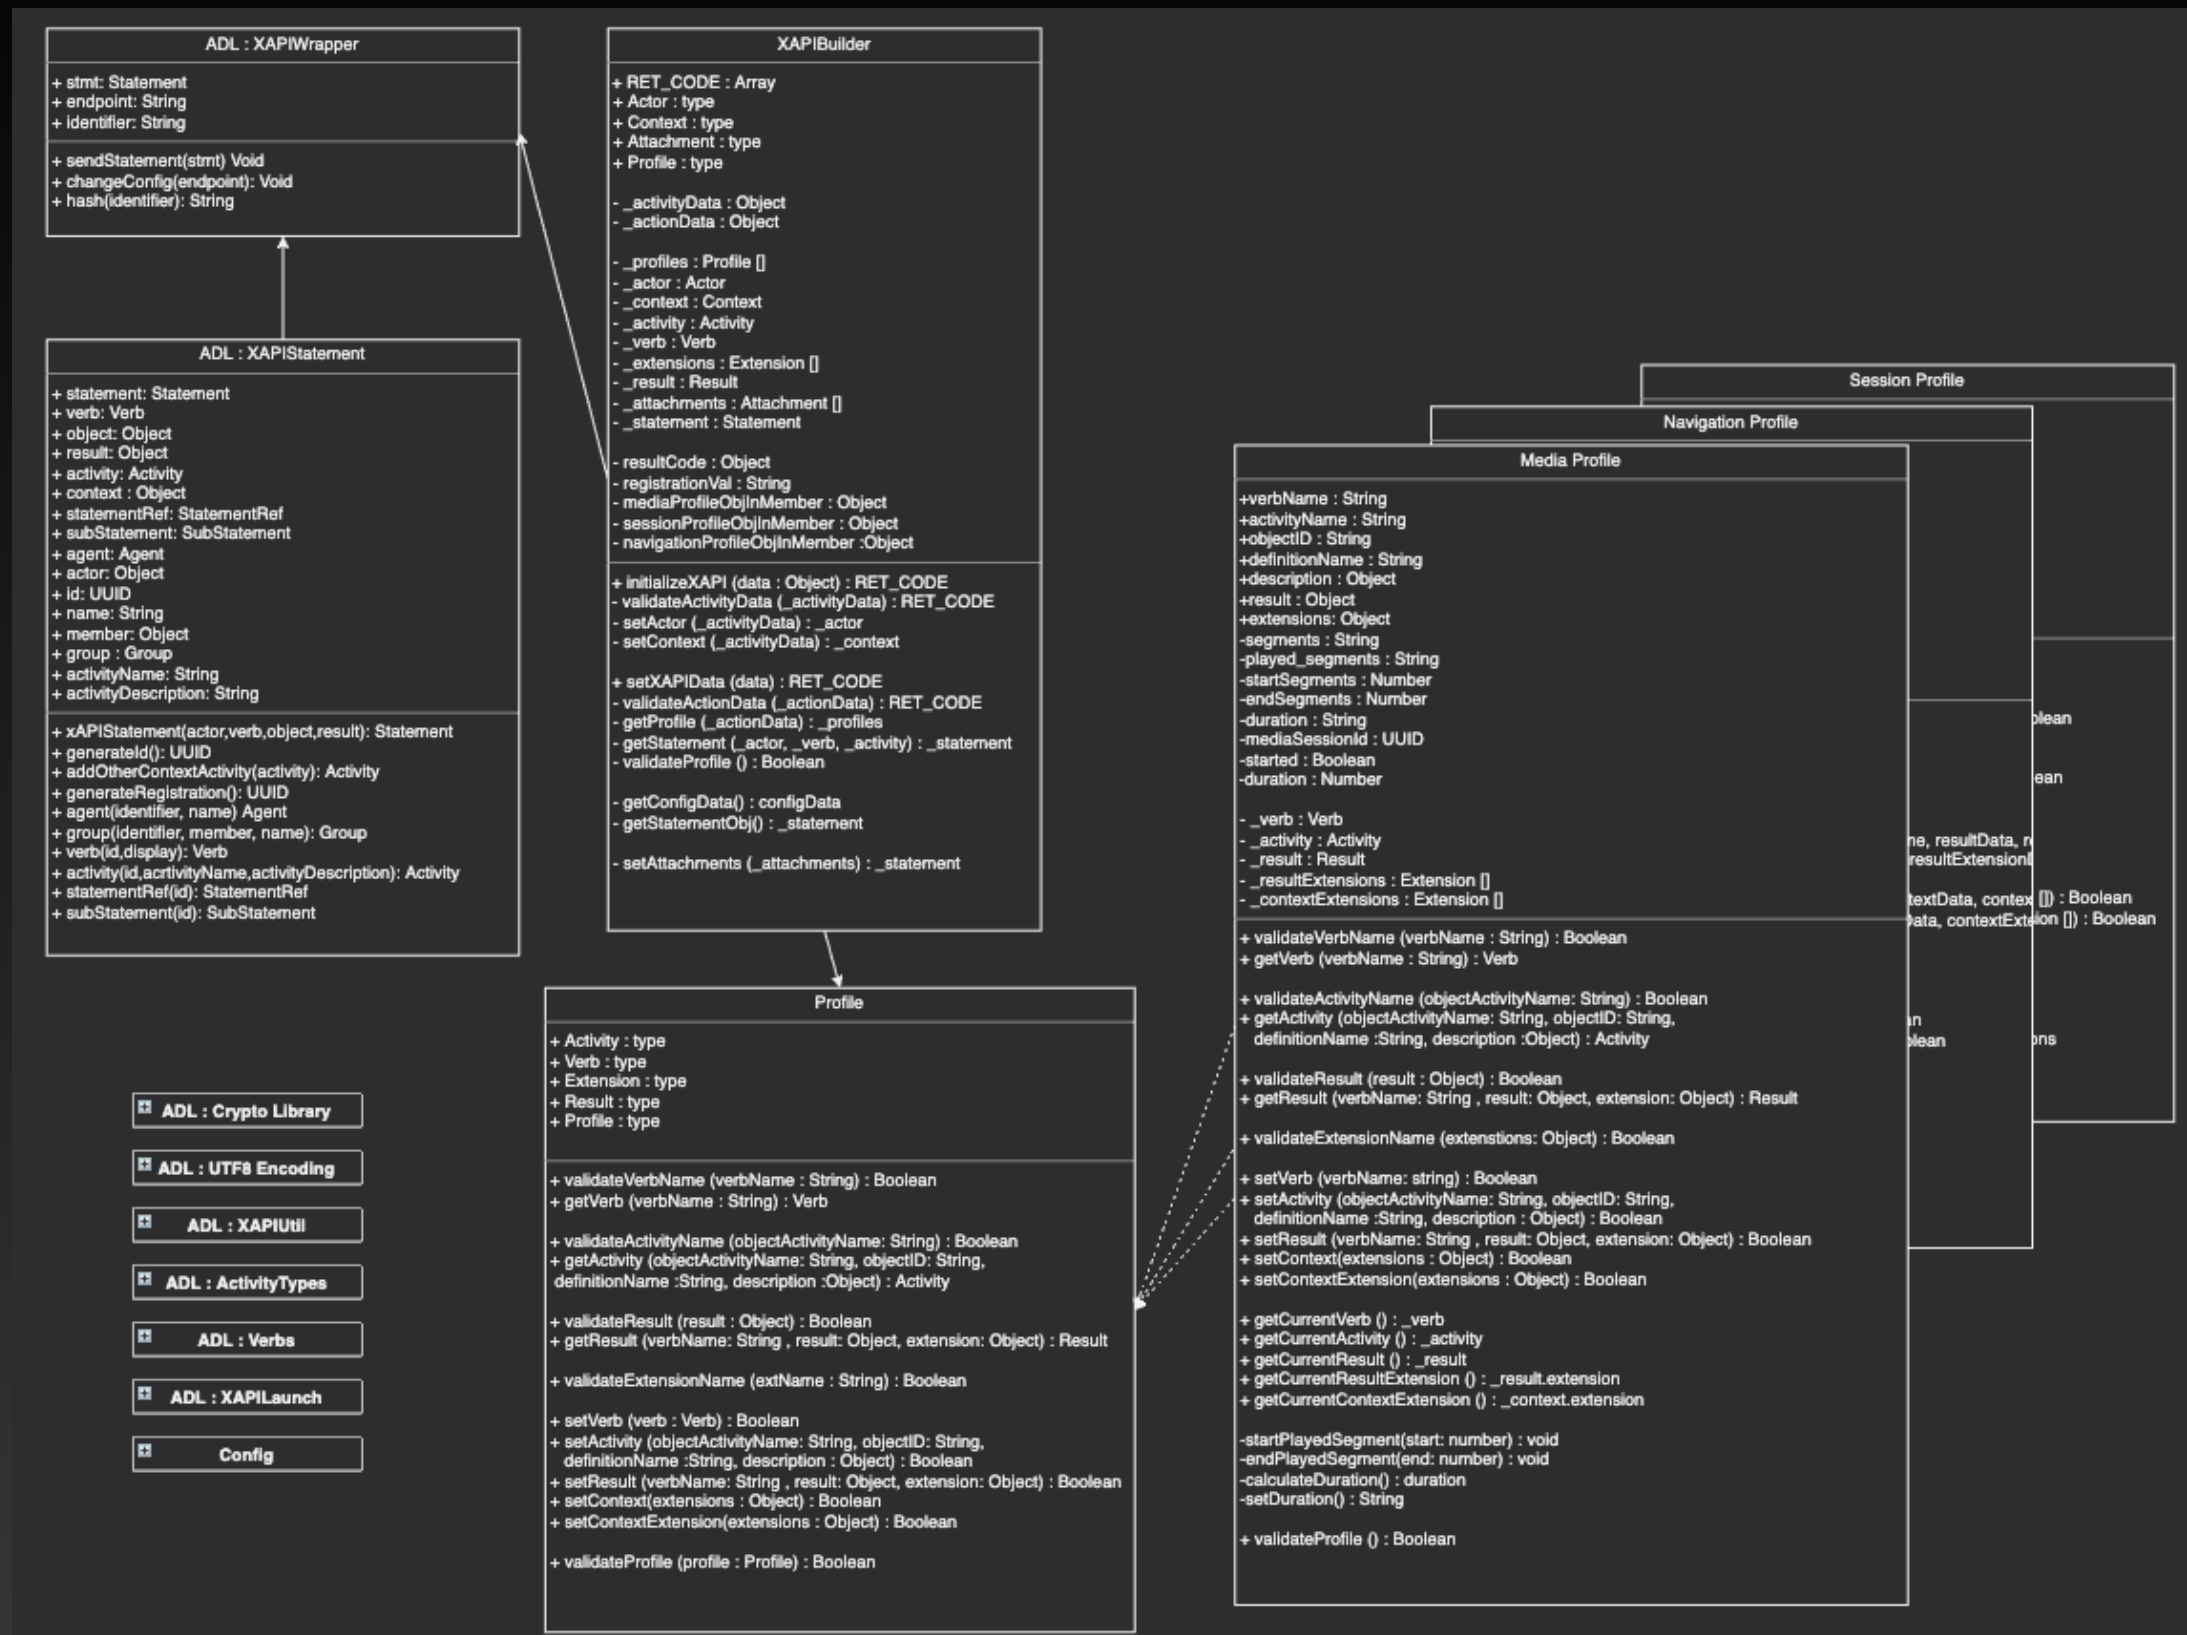 ADL : XAPIWrapper
+ stmt: Statement
+ endpoint: String
+ identifier: String
+ sendStatement(stmt) Void
+ changeConfig(endpoint): Void
+ hash(identifier): String
ADL : XAPIStatement
+ statement: Statement
+ verb: Verb
+ object: Object
+ result: Object
+ activity: Activity
+ context : Object
+ statementRef: StatementRef
+ subStatement: SubStatement
+ agent: Agent
+ actor: Object
+ id: UUID
+ name: String
+ member: Object
+ group : Group
+ activityName: String
+ activityDescription: String
+ xAPIStatement(actor,verb,object,result): Statement
+ generateId(): UUID
+ addOtherContextActivity(activity): Activity
+ generateRegistration(): UUID
+ agent(identifier, name) Agent
+ group(identifier, member, name): Group
+ verb(id,display): Verb
+ activity(id,acrtivityName,activityDescription): Activity
+ statementRef(id): StatementRef
+ subStatement(id): SubStatement
ADL : Crypto Library
ADL : UTF8 Encoding
ADL : XAPIUtil
ADL : ActivityTypes
ADL : Verbs
ADL : XAPILaunch
Config
XAPIBuilder
+ RET_CODE : Array
+ Actor : type
+ Context : type
+ Attachment : type
+ Profile : type
- _activityData : Object
- _actionData : Object
- _profiles : Profile []
- _actor : Actor
- _context : Context
- _activity : Activity
- _verb : Verb
- _extensions : Extension []
- _result : Result
- _attachments : Attachment []
- _statement : Statement
- resultCode : Object
- registrationVal : String
- mediaProfileObjInMember : Object
- sessionProfileObjInMember : Object
- navigationProfileObjInMember :Object
+ initializeXAPI (data : Object) : RET_CODE
- validateActivityData (_activityData) : RET_CODE
- setActor (_activityData) : _actor
- setContext (_activityData) : _context
+ setXAPIData (data) : RET_CODE
- validateActionData (_actionData) : RET_CODE
- getProfile (_actionData) : _profiles
- getStatement (_actor, _verb, _activity) : _statement
- validateProfile () : Boolean
- getConfigData() : configData
- getStatementObj() : _statement
- setAttachments (_attachments) : _statement
Profile
+ Activity : type
+ Verb : type
+ Extension : type
+ Result : type
+ Profile : type
+ validateVerbName (verbName : String) : Boolean
+ getVerb (verbName : String) : Verb
+ validateActivityName (objectActivityName: String) : Boolean
+ getActivity (objectActivityName: String, objectID: String,
definitionName :String, description :Object) : Activity
+ validateResult (result : Object) : Boolean
+ getResult (verbName: String , result: Object, extension: Object) : Result
+ validateExtensionName (extName : String) : Boolean
+ setVerb (verb : Verb) : Boolean
+ setActivity (objectActivityName: String, objectID: String,
definitionName :String, description : Object) : Boolean
+ setResult (verbName: String , result: Object, extension: Object) : Boolean
+ setContext(extensions : Object) : Boolean
+ setContextExtension(extensions : Object) : Boolean
+ validateProfile (profile : Profile) : Boolean
Session Profile
Navigation Profile
Media Profile
+verbName : String
+activityName : String
+objectID : String
+definitionName : String
+description : Object
+result : Object
+extensions: Object
-segments : String
-played_segments : String
-startSegments : Number
-endSegments : Number
-duration : String
-mediaSessionId : UUID
-started : Boolean
-duration : Number
- _verb : Verb
- _activity : Activity
- _result : Result
- _resultExtensions : Extension []
- _contextExtensions : Extension []
+ validateVerbName (verbName : String) : Boolean
+ getVerb (verbName : String) : Verb
+ validateActivityName (objectActivityName: String) : Boolean
+ getActivity (objectActivityName: String, objectID: String,
definitionName :String, description :Object) : Activity
+ validateResult (result : Object) : Boolean
+ getResult (verbName: String , result: Object, extension: Object) : Result
+ validateExtensionName (extenstions: Object) : Boolean
+ setVerb (verbName: string) : Boolean
+ setActivity (objectActivityName: String, objectID: String,
definitionName :String, description : Object) : Boolean
+ setResult (verbName: String , result: Object, extension: Object) : Boolean
+ setContext(extensions : Object) : Boolean
+ setContextExtension(extensions : Object) : Boolean
+ getCurrentVerb () : _verb
+ getCurrentActivity () : _activity
+ getCurrentResult () : _result
+ getCurrentResultExtension () : _result.extension
+ getCurrentContextExtension () : _context.extension
-startPlayedSegment(start: number) : void
-endPlayedSegment(end: number) : void
-calculateDuration() : duration
-setDuration() : String
+ validateProfile () : Boolean
olean
ean
ne, resultData, r
resultExtension
textData, contex []) : Boolean
Data, contextExtension []) : Boolean
an
olean
ons